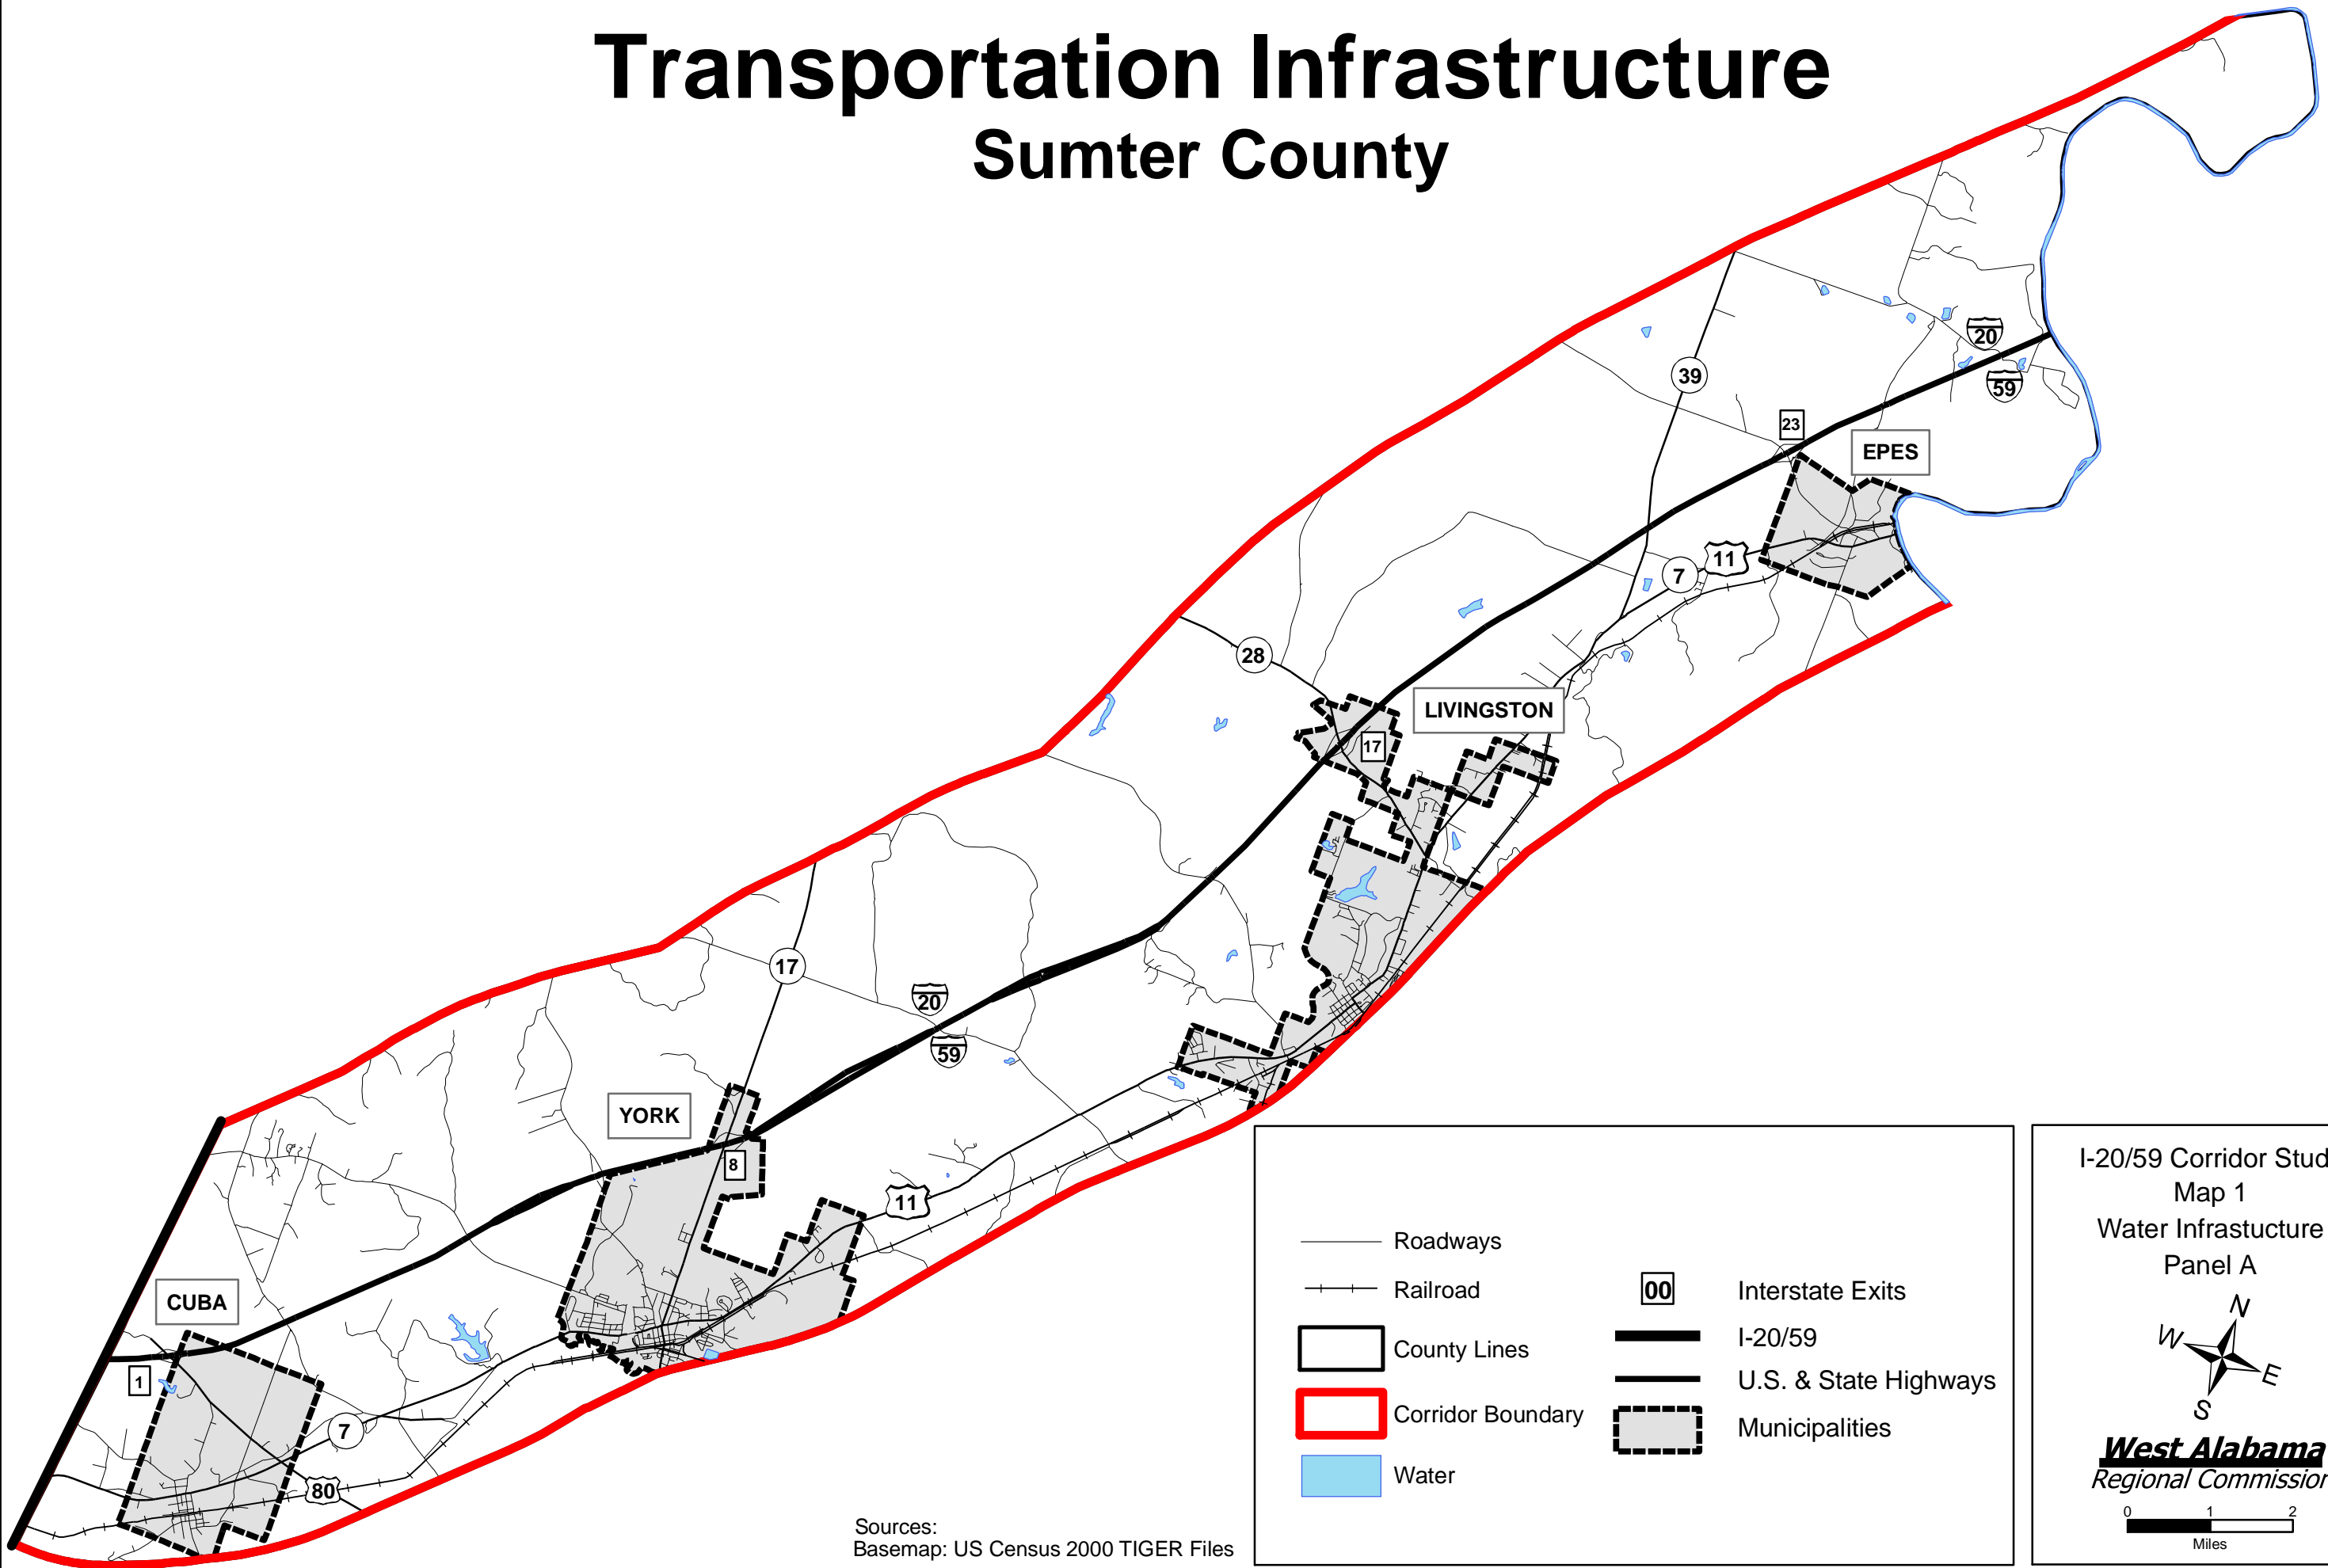 Transportation Infrastructure
Sumter County
20
59
39
23
EPES
11
7
28
LIVINGSTON
17
17
20
59
YORK
8
11
CUBA
1
7
80
Roadways
Railroad
County Lines
Corridor Boundary
Water
00
Interstate Exits
I-20/59
U.S. & State Highways
Municipalities
I-20/59 Corridor Stud
Map 1
Water Infrastucture
Panel A
N
W
E
S
West Alabama
Regional Commission
0 1 2
Miles
Sources:
Basemap: US Census 2000 TIGER Files